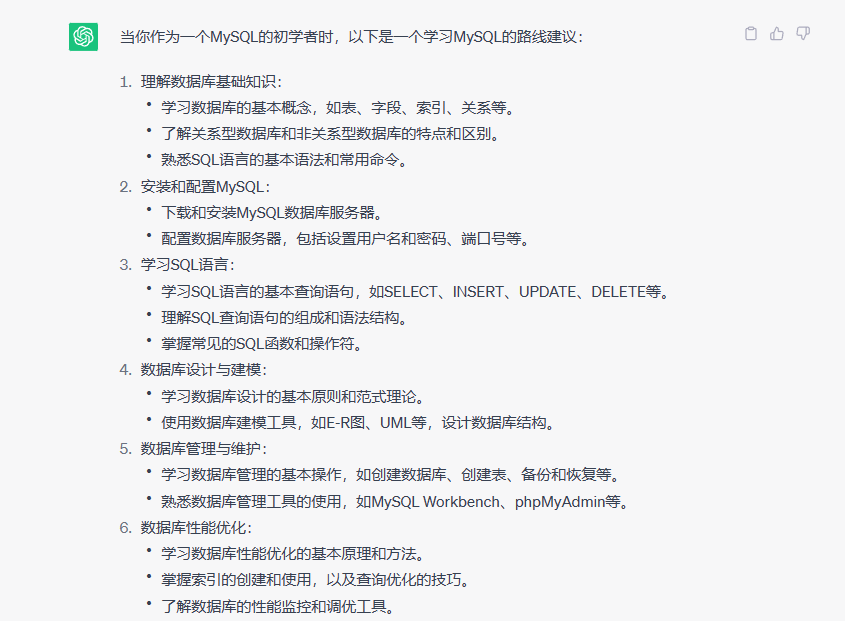 当你作为一个MySQL的初学者时，以下是一个学习MySQL的路线建议：
1. 理解数据库基础知识：
• 学习数据库的基本概念，如表、字段、索引、关系等。
• 了解关系型数据库和非关系型数据库的特点和区别。
• 熟悉SQL语言的基本语法和常用命令。
2. 安装和配置MySQL：
• 下载和安装MySQL数据库服务器。
• 配置数据库服务器，包括设置用户名和密码、端口号等。
3. 学习SQL语言：
• 学习SQL语言的基本查询语句，如SELECT、INSERT、UPDATE、DELETE等。
• 理解SQL查询语句的组成和语法结构。
• 掌握常见的SQL函数和操作符。
4. 数据库设计与建模：
• 学习数据库设计的基本原则和范式理论。
• 使用数据库建模工具，如E-R图、UML等，设计数据库结构。
5. 数据库管理与维护：
• 学习数据库管理的基本操作，如创建数据库、创建表、备份和恢复等。
• 熟悉数据库管理工具的使用，如MySQL Workbench、phpMyAdmin等。
6. 数据库性能优化：
• 学习数据库性能优化的基本原理和方法。
• 掌握索引的创建和使用，以及查询优化的技巧。
• 了解数据库的性能监控和调优工具。